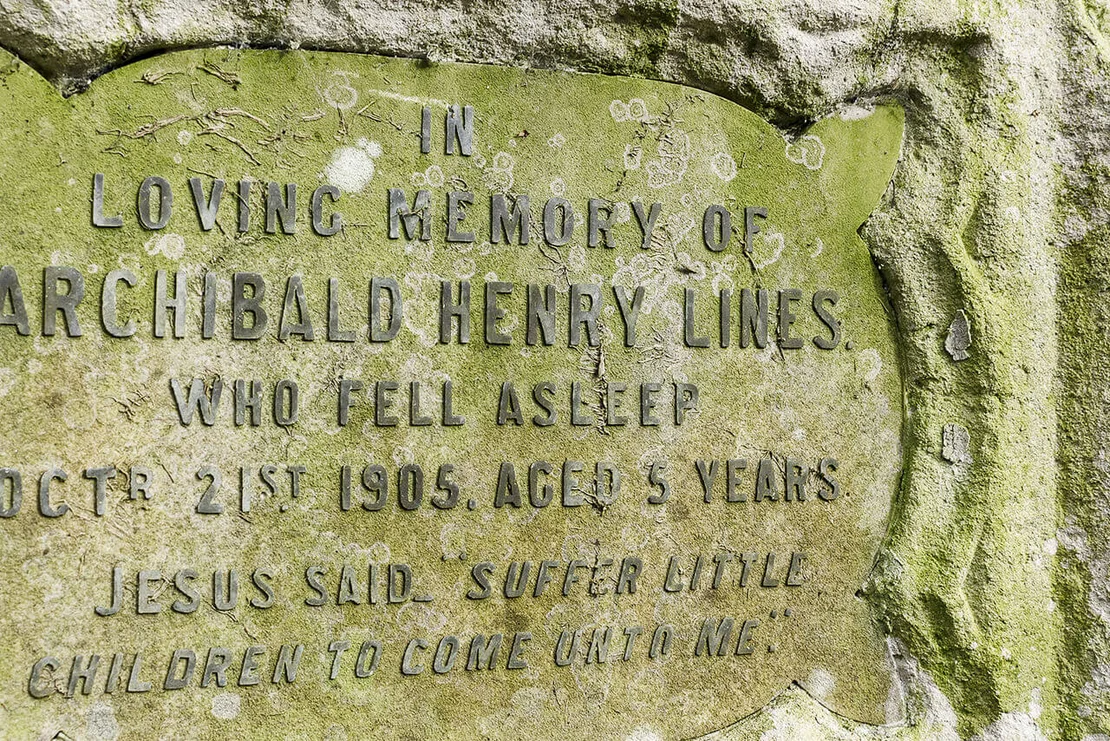 IN
LOVING MEMORY OF
ARCHIBALD HENRY LINES.
WHO FELL ASLEEP
OCTR 21ST 1905. AGED 5 YEARS.
JESUS SAID_ "SUFFER LITTLE
CHILDREN TO COME UNTO ME."